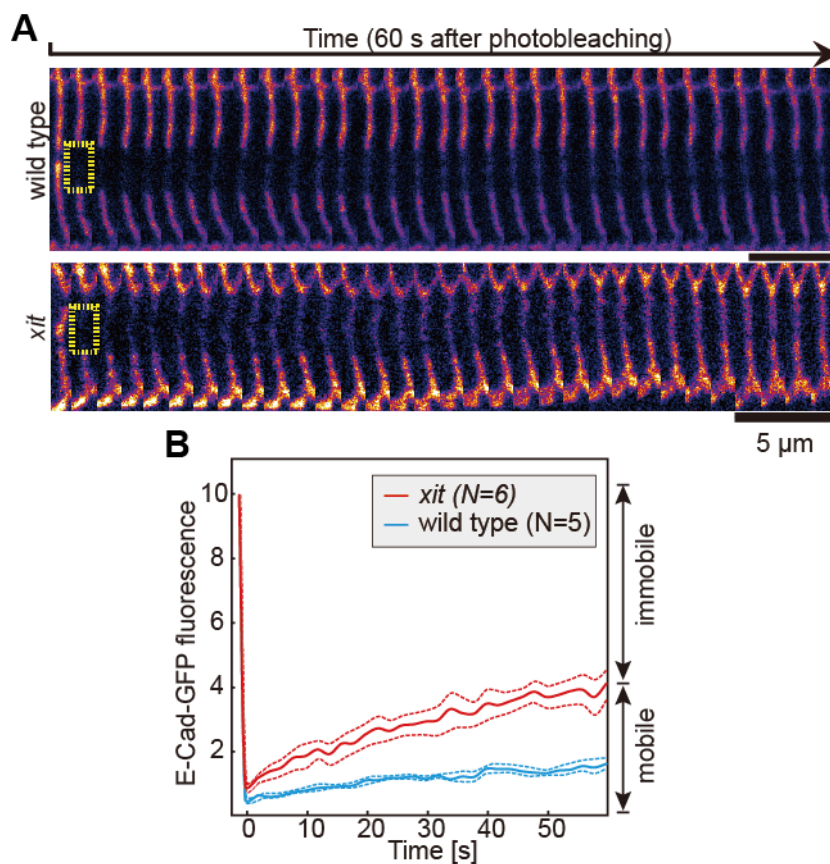 A
Time (60 s after photobleaching)
wild type
xit
5 µm
B
E-Cad-GFP fluorescence
10
8
6
4
2
xit (N=6)
wild type (N=5)
immobile
mobile
0 10 20 30 40 50
Time [s]